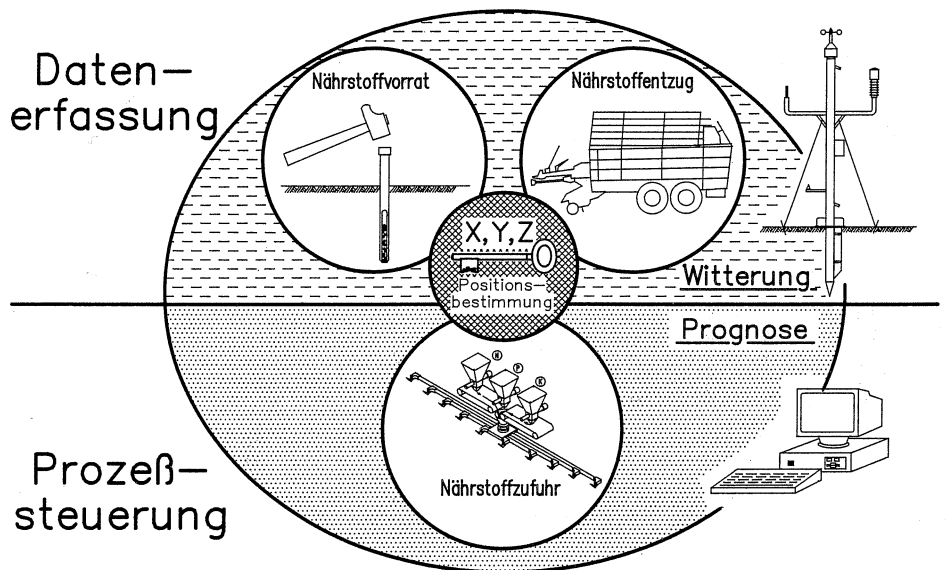 Daten-
erfassung
Nährstoffvorrat
Nährstoffentzug
X, Y, Z
Positions-
bestimmung
Witterung
Prognose
N
P
K
Nährstoffzufuhr
Prozeß-
steuerung